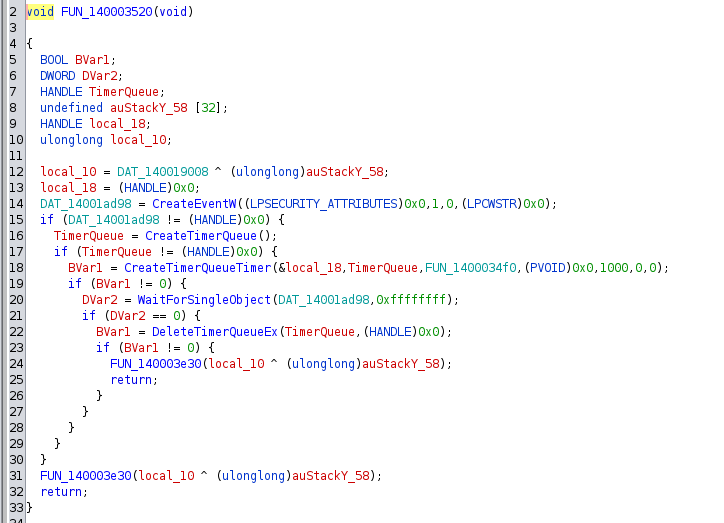 2 void FUN_140003520(void)
3
4 {
5 BOOL BVar1;
6 DWORD DVar2;
7 HANDLE TimerQueue;
8 undefined auStackY_58 [32];
9 HANDLE local_18;
10 ulonglong local_10;
11
12 local_10 = DAT_140019008 ^ (ulonglong)auStackY_58;
13 local_18 = (HANDLE)0x0;
14 DAT_14001ad98 = CreateEventW((LPSECURITY_ATTRIBUTES)0x0,1,0,(LPCWSTR)0x0);
15 if (DAT_14001ad98 != (HANDLE)0x0) {
16 TimerQueue = CreateTimerQueue();
17 if (TimerQueue != (HANDLE)0x0) {
18 BVar1 = CreateTimerQueueTimer(&local_18,TimerQueue,FUN_1400034f0,(PVOID)0x0,1000,0,0);
19 if (BVar1 != 0) {
20 DVar2 = WaitForSingleObject(DAT_14001ad98,0xffffffff);
21 if (DVar2 == 0) {
22 BVar1 = DeleteTimerQueueEx(TimerQueue,(HANDLE)0x0);
23 if (BVar1 != 0) {
24 FUN_140003e30(local_10 ^ (ulonglong)auStackY_58);
25 return;
26 }
27 }
28 }
29 }
30 }
31 FUN_140003e30(local_10 ^ (ulonglong)auStackY_58);
32 return;
33 }